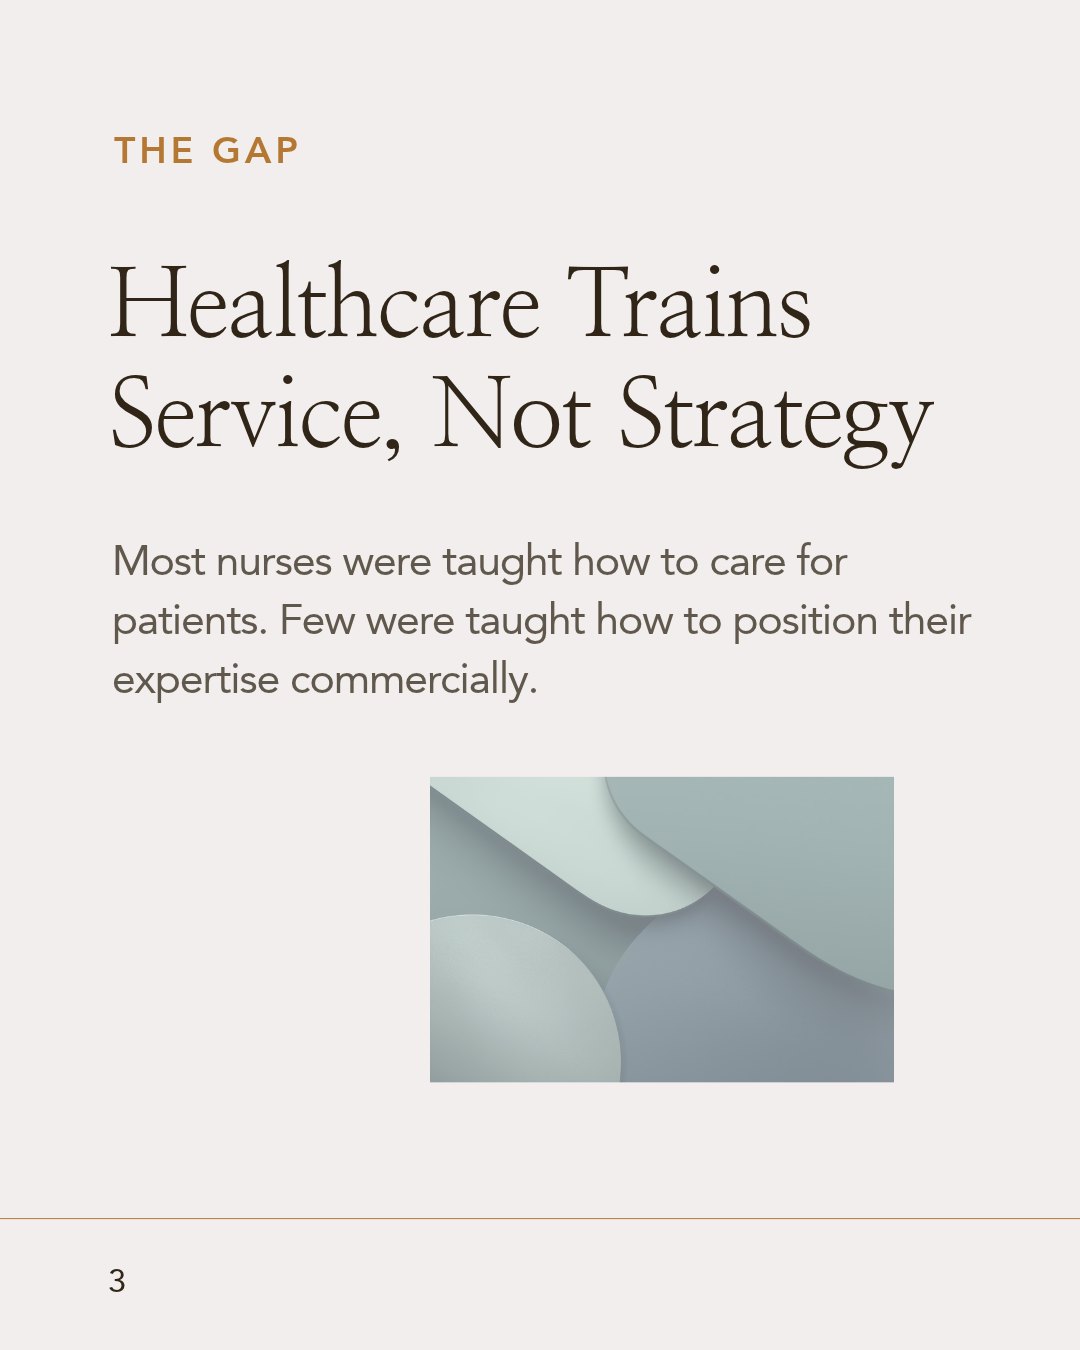 THE GAP
Healthcare Trains
Service, Not Strategy
Most nurses were taught how to care for
patients. Few were taught how to position their
expertise commercially.
3